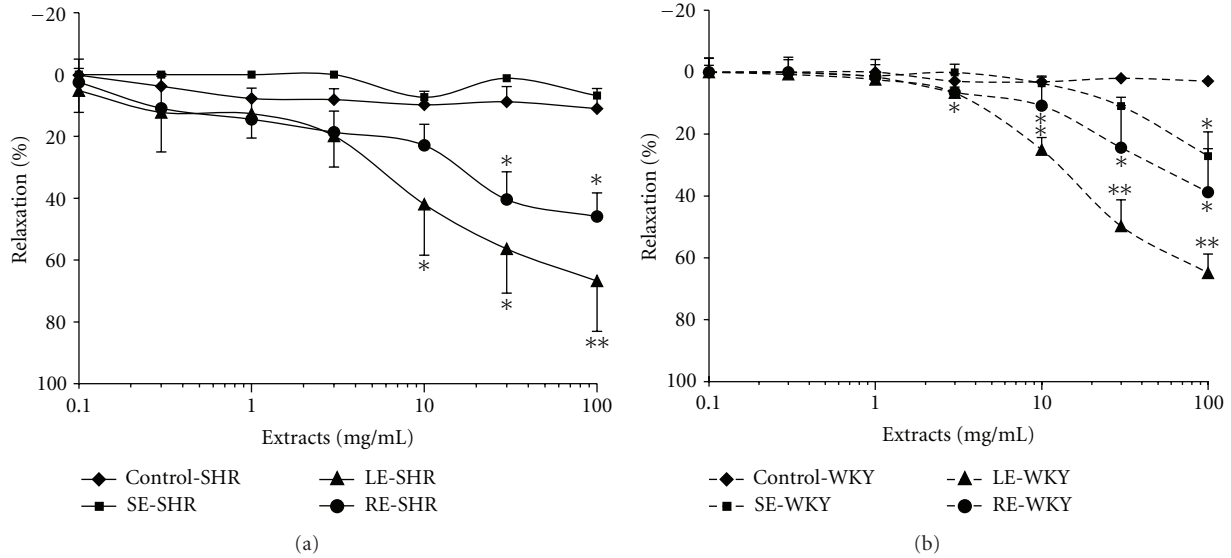 −20
0
20
40
60
80
100
Relaxation (%)
*
*
*
*
**
0.1 1 10 100
Extracts (mg/mL)
Control-SHR LE-SHR
SE-SHR RE-SHR
(a)
−20
0
20
40
60
80
100
Relaxation (%)
*
*
*
*
*
*
**
**
0.1 1 10 100
Extracts (mg/mL)
Control-WKY LE-WKY
SE-WKY RE-WKY
(b)